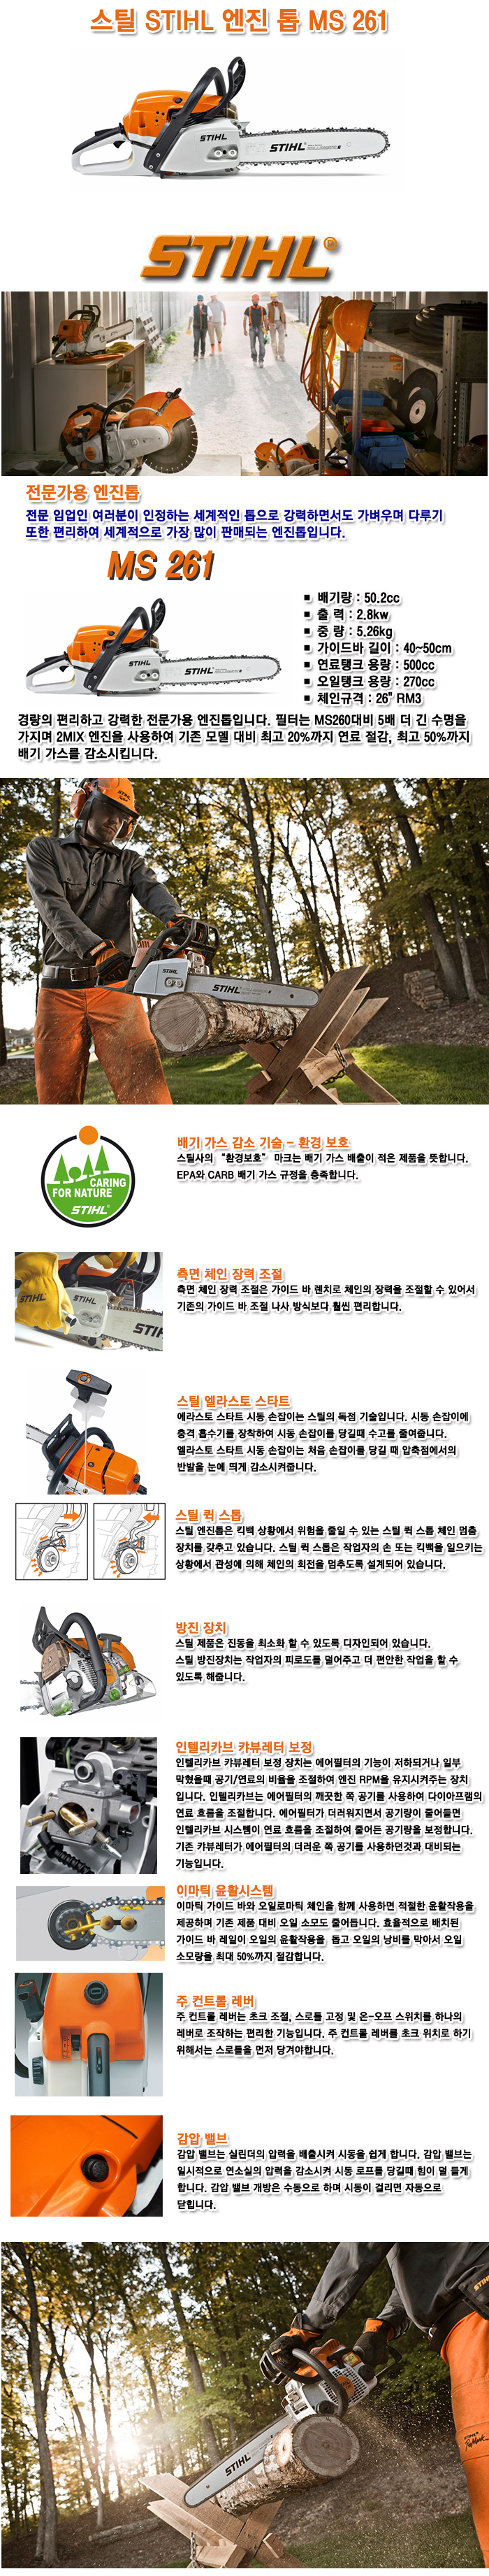 스틸 STIHL 엔진 톱 MS 261
STIHL
STIHL
STIHL®
전문가용 엔진톱
전문 임업인 여러분이 인정하는 세계적인 톱으로 강력하면서도 가벼우며 다루기
또한 편리하여 세계적으로 가장 많이 판매되는 엔진톱입니다.
MS 261
■ 배기량 : 50.2cc
■ 출 력 : 2.8kw
■ 중 량 : 5.26kg
■ 가이드바 길이 : 40~50cm
■ 연료탱크 용량 : 500cc
■ 오일탱크 용량 : 270cc
■ 체인규격 : 26" RM3
STIHL
STIHL
경량의 편리하고 강력한 전문가용 엔진톱입니다. 필터는 MS260대비 5배 더 긴 수명을
가지며 2MIX 엔진을 사용하여 기존 모델 대비 최고 20%까지 연료 절감, 최고 50%까지
배기 가스를 감소시킵니다.
STIHL
STIHL
STIHL
배기 가스 감소 기술 - 환경 보호
스틸사의 "환경보호" 마크는 배기 가스 배출이 적은 제품을 뜻합니다.
EPA와 CARB 배기 가스 규정을 충족합니다.
CARING
FOR NATURE
STIHL
측면 체인 장력 조절
측면 체인 장력 조절은 가이드 바 렌치로 체인의 장력을 조절할 수 있어서
기존의 가이드 바 조절 나사 방식보다 훨씬 편리합니다.
STIHL
STIHL
STI
스틸 엘라스토 스타트
에라스토 스타트 시동 손잡이는 스틸의 독점 기술입니다. 시동 손잡이에
충격 흡수기를 장착하여 시동 손잡이를 당길때 수고를 줄여줍니다.
엘라스토 스타트 시동 손잡이는 처음 손잡이를 당길 때 압축점에서의
반발을 눈에 띄게 감소시켜줍니다.
스틸 퀵 스톱
스틸 엔진톱은 킥백 상황에서 위험을 줄일 수 있는 스틸 퀵 스톱 체인 멈춤
장치를 갖추고 있습니다. 스틸 퀵 스톱은 작업자의 손 또는 킥백을 일으키는
상황에서 관성에 의해 체인의 회전을 멈추도록 설계되어 있습니다.
방진 장치
스틸 제품은 진동을 최소화 할 수 있도록 디자인되어 있습니다.
스틸 방진장치는 작업자의 피로도를 덜어주고 더 편안한 작업을 할 수
있도록 해줍니다.
인텔리카브 캬뷰레터 보정
인텔리카브 캬뷰레터 보정 장치는 에어필터의 기능이 저하되거나 일부
막혔을때 공기/연료의 비율을 조절하여 엔진 RPM을 유지시켜주는 장치
입니다. 인텔리카브는 에어필터의 깨끗한 쪽 공기를 사용하여 다이아프램의
연료 흐름을 조절합니다. 에어필터가 더러워지면서 공기량이 줄어들면
인텔리카브 시스템이 연료 흐름을 조절하여 줄어든 공기량을 보정합니다.
기존 캬뷰레터가 에어필터의 더러운 쪽 공기를 사용하던것과 대비되는
기능입니다.
이마틱 윤활시스템
이마틱 가이드 바와 오일로마틱 체인을 함께 사용하면 적절한 윤활작용을
제공하며 기존 제품 대비 오일 소모도 줄어듭니다. 효율적으로 배치된
가이드 바 레일이 오일의 윤활작용을 돕고 오일의 낭비를 막아서 오일
소모량을 최대 50%까지 절감합니다.
주 컨트롤 레버
주 컨트롤 레버는 초크 조절, 스로틀 고정 및 온-오프 스위치를 하나의
레버로 조작하는 편리한 기능입니다. 주 컨트롤 레버를 초크 위치로 하기
위해서는 스로틀을 먼저 당겨야합니다.
감압 밸브
감압 밸브는 실린더의 압력을 배출시켜 시동을 쉽게 합니다. 감압 밸브는
일시적으로 연소실의 압력을 감소시켜 시동 로프를 당길때 힘이 덜 들게
합니다. 감압 밸브 개방은 수동으로 하며 시동이 걸리면 자동으로
닫힙니다.
STIHL